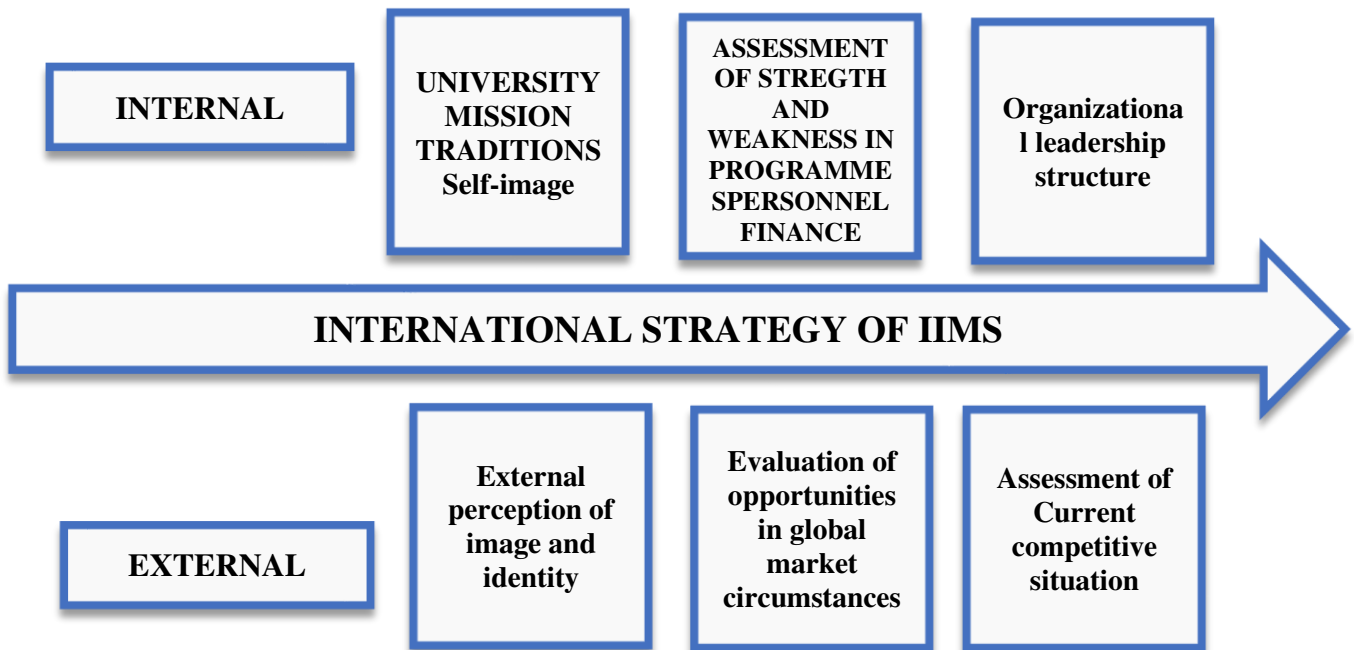 INTERNAL
UNIVERSITY
MISSION
TRADITIONS
Self-image
ASSESSMENT
OF STREGTH
AND
WEAKNESS IN
PROGRAMME
SPERSONNEL
FINANCE
Organizationa
l leadership
structure
INTERNATIONAL STRATEGY OF IIMS
EXTERNAL
External
perception of
image and
identity
Evaluation of
opportunities
in global
market
circumstances
Assessment of
Current
competitive
situation